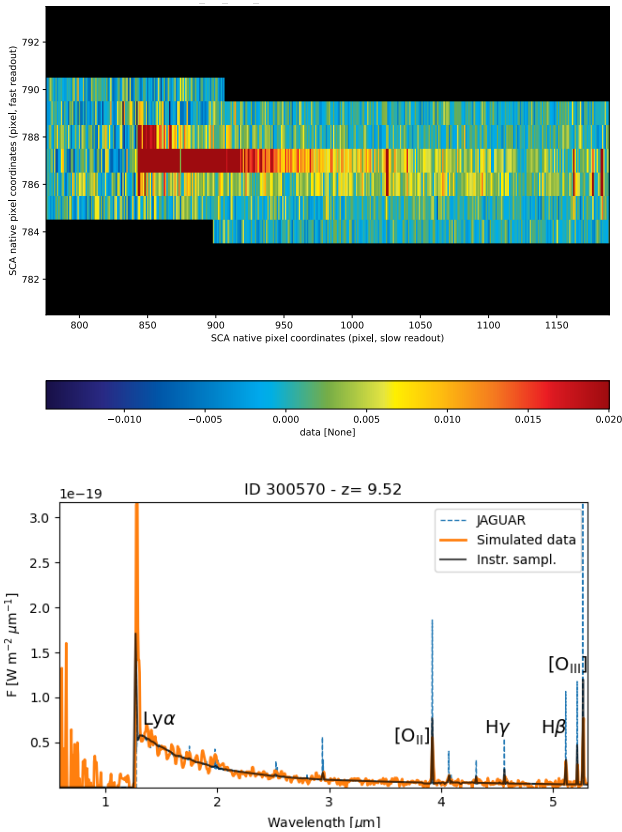 792
790
788
786
784
782
SCA native pixel coordinates (pixel, fast readout)
800 850 900 950 1000 1050 1100 1150
SCA native pixel coordinates (pixel, slow readout)
−0.010 −0.005 0.000 0.005 0.010 0.015 0.020
data [None]
ID 300570 - z= 9.52
1e−19
JAGUAR
Simulated data
Instr. sampl.
3.0
2.5
2.0
1.5
1.0
0.5
F [W m⁻² μm⁻¹]
Lyα
[OII]
Hγ
Hβ
[OIII]
1 2 3 4 5
Wavelength [μm]